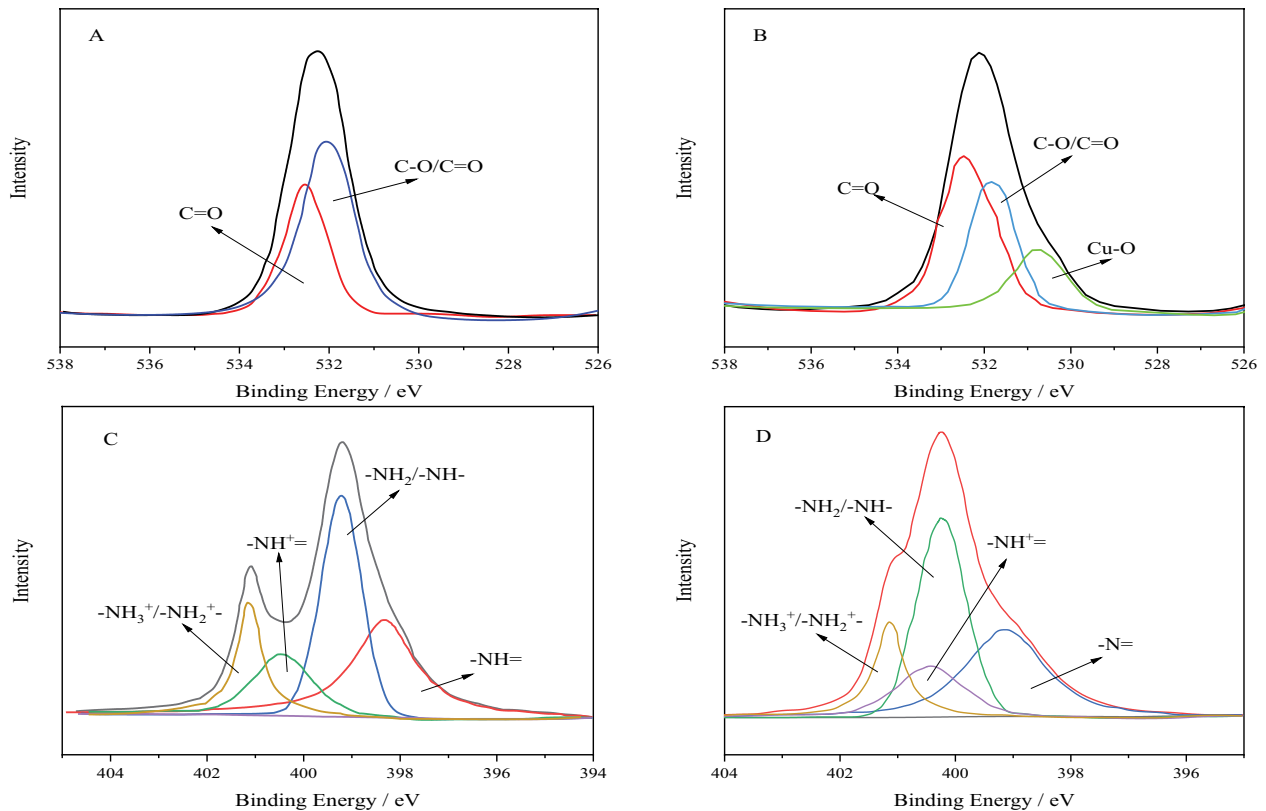 A
Intensity
C-O/C=O
C=O
538 536 534 532 530 528 526
Binding Energy / eV
B
Intensity
C-O/C=O
C=O
Cu-O
538 536 534 532 530 528 526
Binding Energy / eV
C
Intensity
-NH₂/-NH-
-NH⁺=
-NH₃⁺/-NH₂⁺-
-NH=
404 402 400 398 396 394
Binding Energy / eV
D
Intensity
-NH₂/-NH-
-NH⁺=
-NH₃⁺/-NH₂⁺-
-N=
404 402 400 398 396
Binding Energy / eV